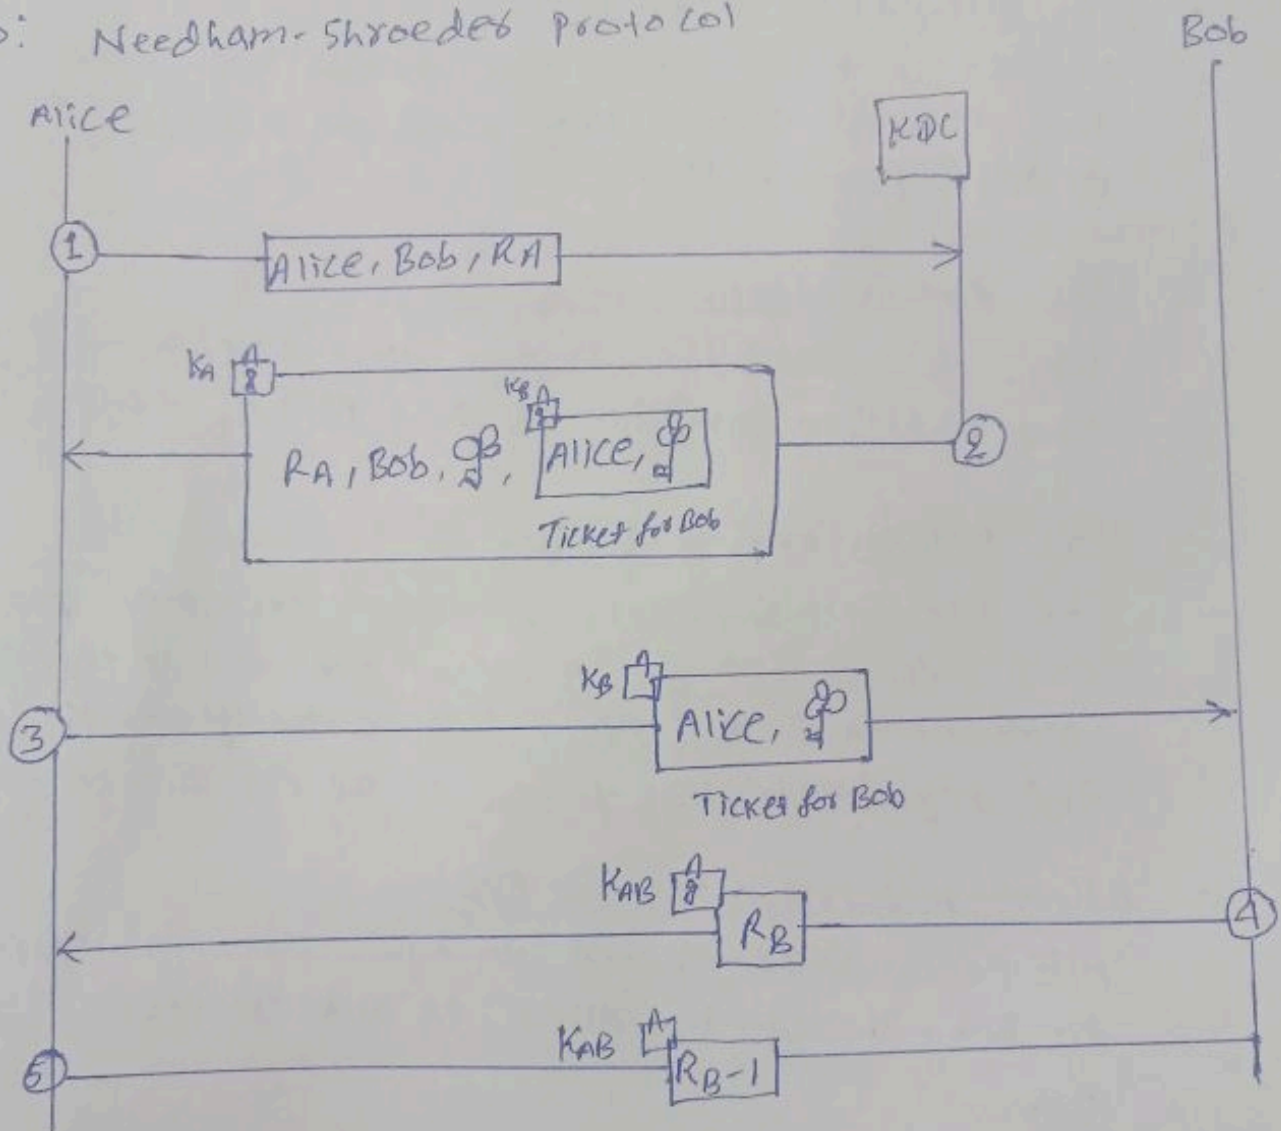 : Needham-Shroeder Protocol
Bob
Alice
KDC
1
Alice, Bob, RA
KA
KB
RA, Bob, , Alice,
2
Ticket for Bob
KB
3
Alice,
Ticket for Bob
KAB
RB
4
KAB
5
RB-1